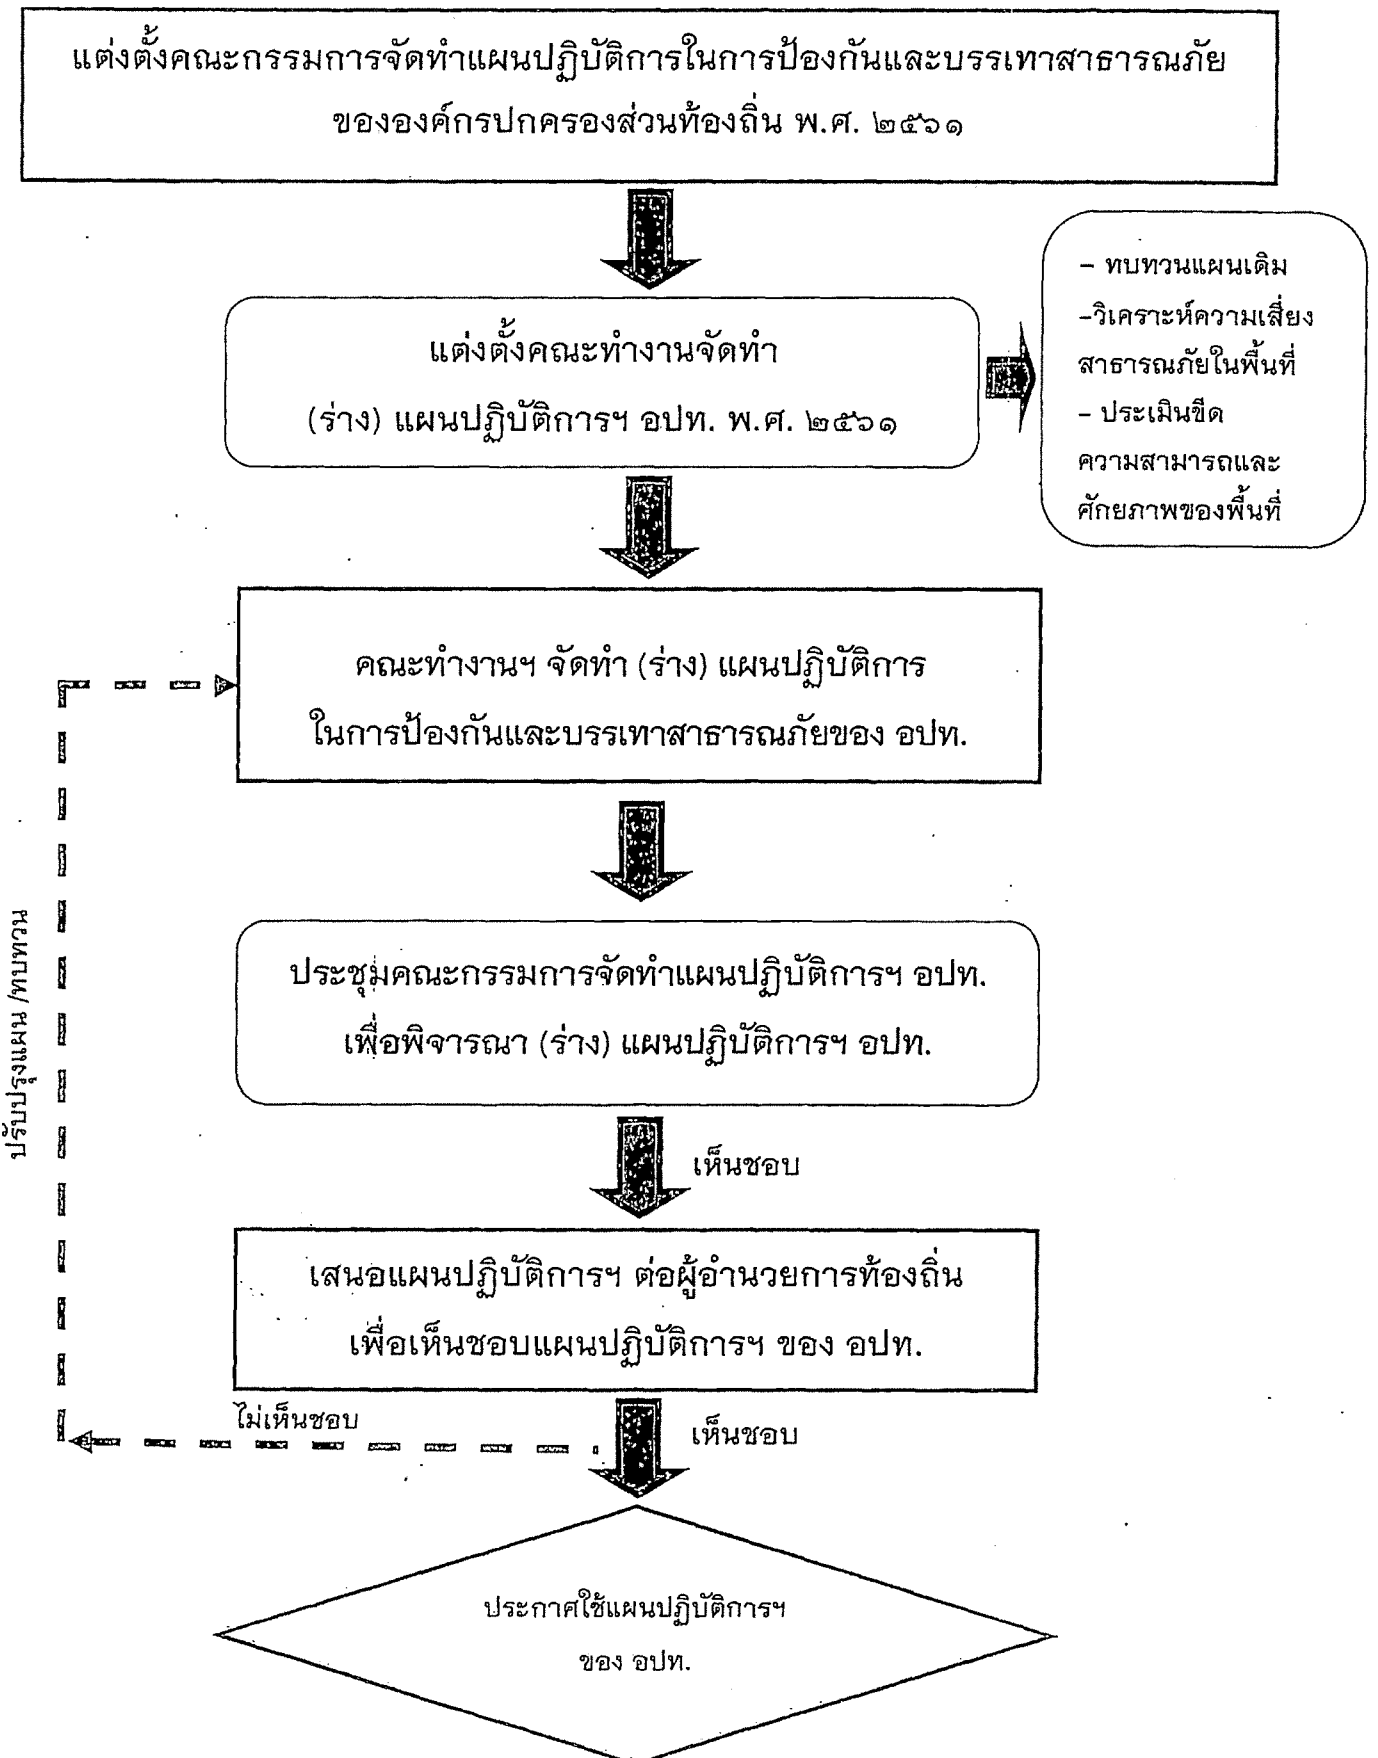 แต่งตั้งคณะกรรมการจัดทำแผนปฏิบัติการในการป้องกันและบรรเทาสาธารณภัย
ขององค์กรปกครองส่วนท้องถิ่น พ.ศ. ๒๕๖๑
แต่งตั้งคณะทำงานจัดทำ
(ร่าง) แผนปฏิบัติการฯ อปท. พ.ศ. ๒๕๖๑
– ทบทวนแผนเดิม
–วิเคราะห์ความเสี่ยง
สาธารณภัยในพื้นที่
– ประเมินขีด
ความสามารถและ
ศักยภาพของพื้นที่
คณะทำงานฯ จัดทำ (ร่าง) แผนปฏิบัติการ
ในการป้องกันและบรรเทาสาธารณภัยของ อปท.
ปรับปรุงแผน /ทบทวน
ประชุมคณะกรรมการจัดทำแผนปฏิบัติการฯ อปท.
เพื่อพิจารณา (ร่าง) แผนปฏิบัติการฯ อปท.
เห็นชอบ
เสนอแผนปฏิบัติการฯ ต่อผู้อำนวยการท้องถิ่น
เพื่อเห็นชอบแผนปฏิบัติการฯ ของ อปท.
ไม่เห็นชอบ
เห็นชอบ
ประกาศใช้แผนปฏิบัติการฯ
ของ อปท.